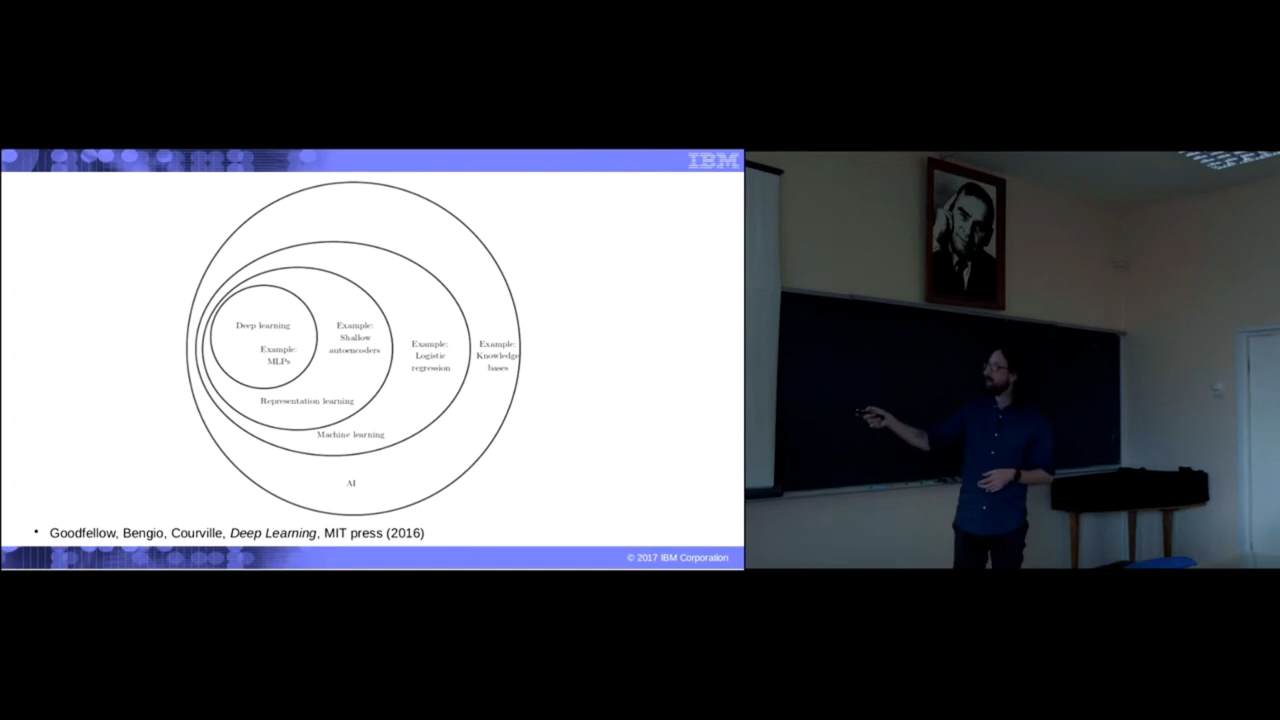 IBM
Deep learning
Example:
MLPs
Example:
Shallow
autoencoders
Example:
Logistic
regression
Example:
Knowledge
bases
Representation learning
Machine learning
AI
• Goodfellow, Bengio, Courville, Deep Learning, MIT press (2016)
© 2017 IBM Corporation